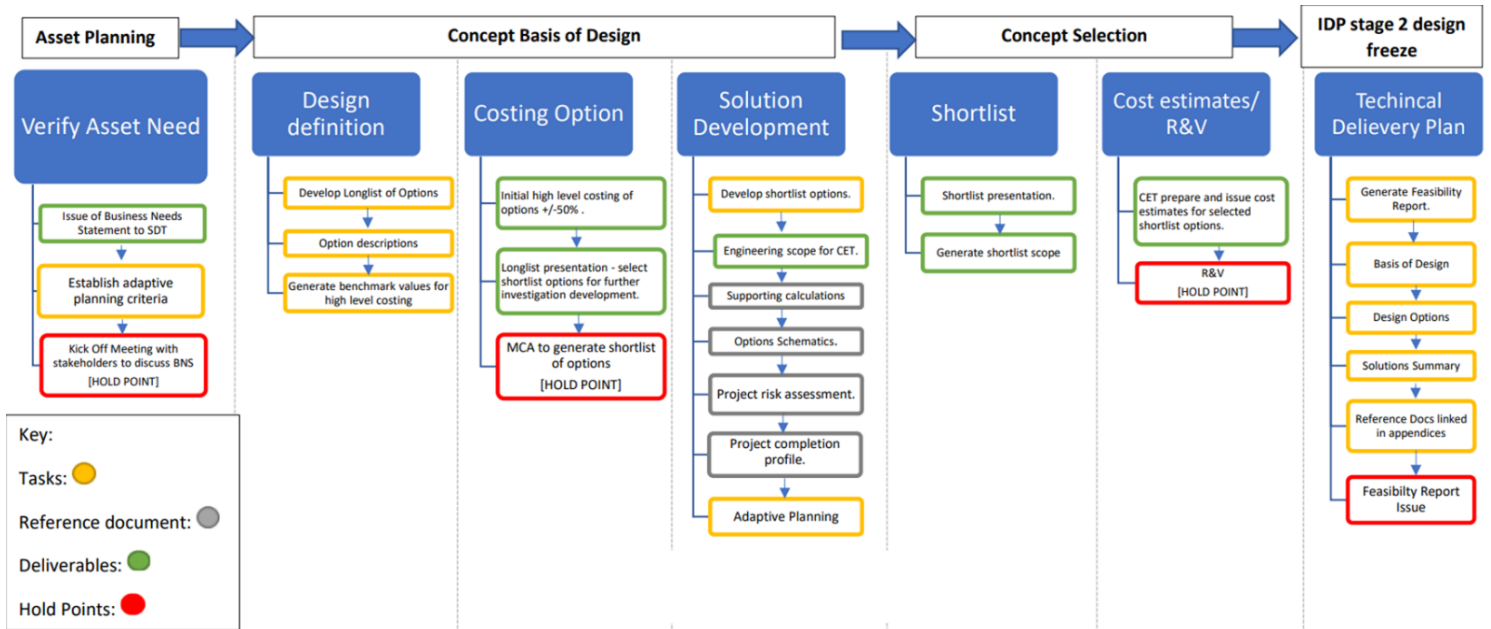 Asset Planning
Concept Basis of Design
Concept Selection
IDP stage 2 design
freeze
Verify Asset Need
Issue of Business Needs
Statement to SDT
Establish adaptive
planning criteria
Kick Off Meeting with
stakeholders to discuss BNS
[HOLD POINT]
Design
definition
Develop Longlist of Options
Option descriptions
Generate benchmark values for
high level costing
Costing Option
Initial high level costing of
options +/-50% .
Longlist presentation - select
shortlist options for further
investigation development.
MCA to generate shortlist
of options
[HOLD POINT]
Solution
Development
Develop shortlist options.
Engineering scope for CET.
Supporting calculations
Options Schematics.
Project risk assessment.
Project completion
profile.
Adaptive Planning
Shortlist
Shortlist presentation.
Generate shortlist scope
Cost estimates/
R&V
CET prepare and issue cost
estimates for selected
shortlist options.
R&V
[HOLD POINT]
Techincal
Delievery Plan
Generate Feasibility
Report.
Basis of Design
Design Options
Solutions Summary
Reference Docs linked
in appendices
Feasibilty Report
Issue
Key:
Tasks:
Reference document:
Deliverables:
Hold Points: